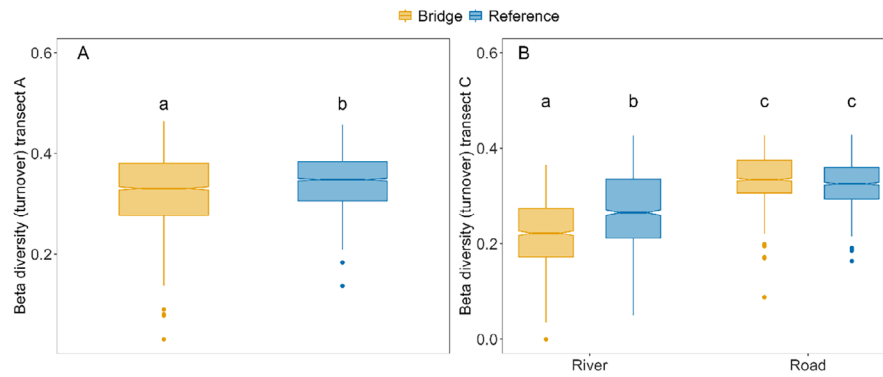 Bridge Reference
A
B
0.6
0.4
0.2
Beta diversity (turnover) transect A
a
b
0.6
0.4
0.2
0.0
Beta diversity (turnover) transect C
a
b
c
c
River
Road